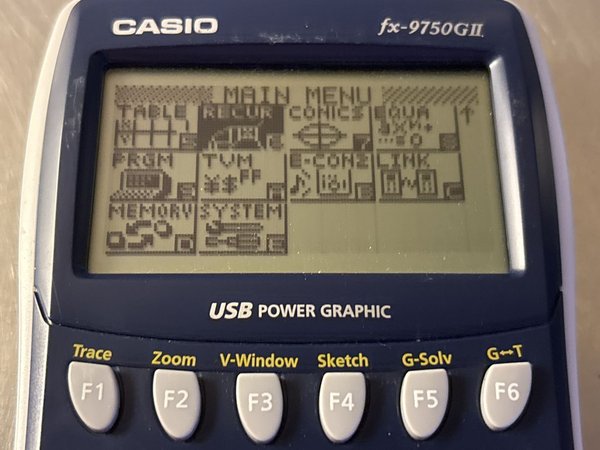 CASIO fx-9750GII
MAIN MENU
TABLE RECUR CONICS EQUA
PRGM TVM E-CON2 LINK
¥$FF
MEMORY SYSTEM
USB POWER GRAPHIC
Trace Zoom V-Window Sketch G-Solv G↔T
F1 F2 F3 F4 F5 F6